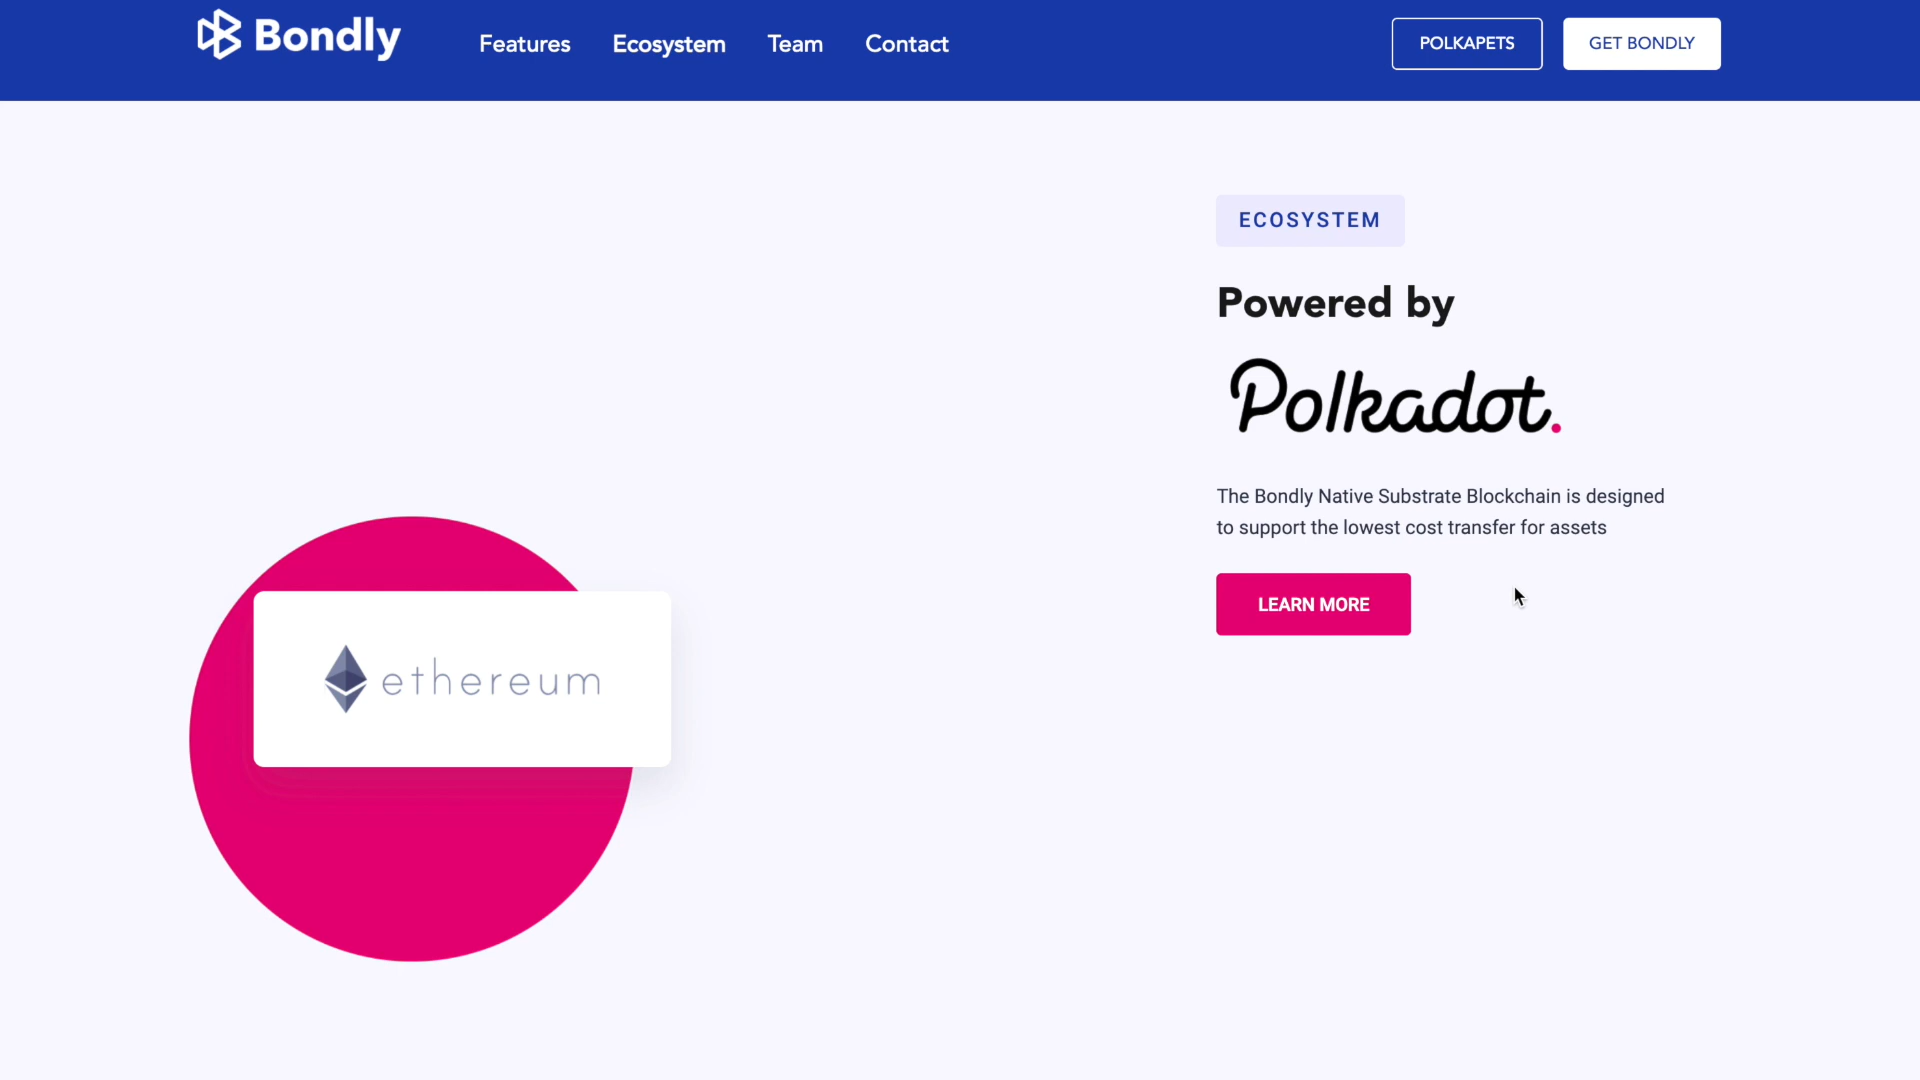 Bondly
Features
Ecosystem
Team
Contact
POLKAPETS
GET BONDLY
ECOSYSTEM
Powered by
Polkadot.
The Bondly Native Substrate Blockchain is designed
to support the lowest cost transfer for assets
LEARN MORE
ethereum